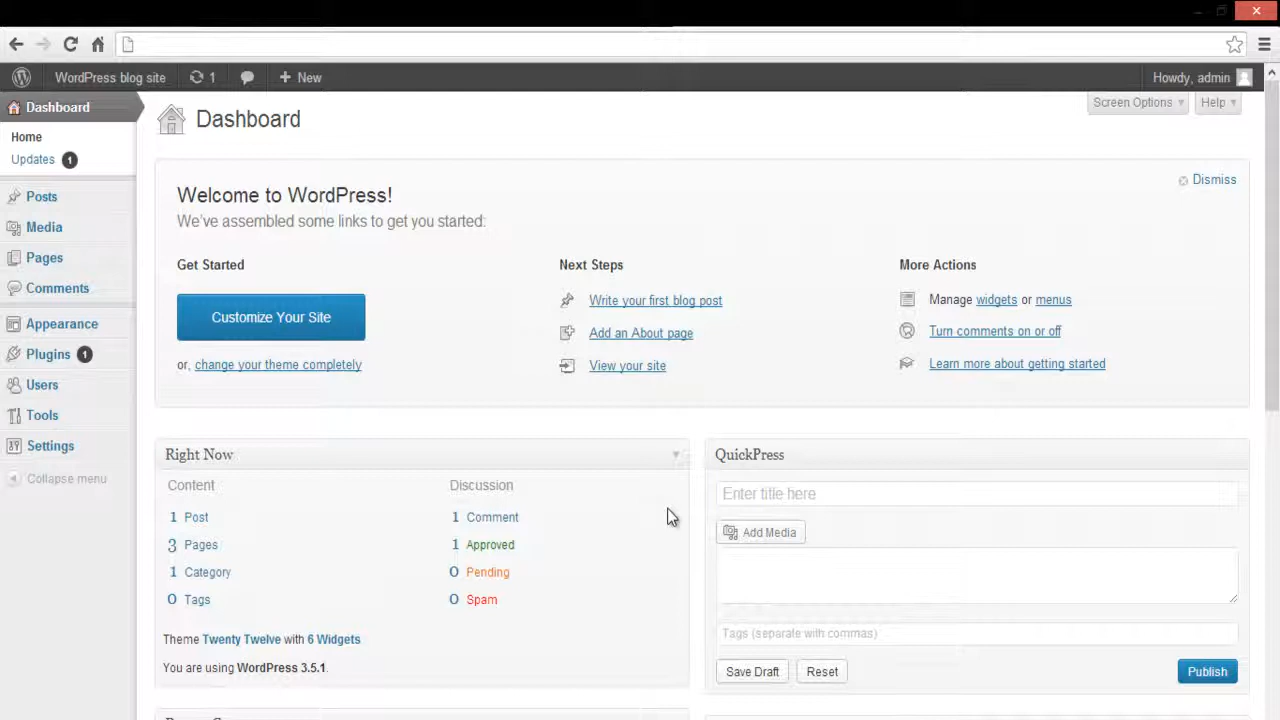 WordPress blog site 1 New Howdy, admin
Dashboard
Home
Updates 1
Posts
Media
Pages
Comments
Appearance
Plugins 1
Users
Tools
Settings
Collapse menu
Screen Options Help
Dashboard
Dismiss
Welcome to WordPress!
We've assembled some links to get you started:
Get Started
Customize Your Site
or, change your theme completely
Next Steps
Write your first blog post
Add an About page
View your site
More Actions
Manage widgets or menus
Turn comments on or off
Learn more about getting started
Right Now
Content
1 Post
3 Pages
1 Category
0 Tags
Discussion
1 Comment
1 Approved
0 Pending
0 Spam
Theme Twenty Twelve with 6 Widgets
You are using WordPress 3.5.1.
QuickPress
Enter title here
Add Media
Tags (separate with commas)
Save Draft Reset Publish